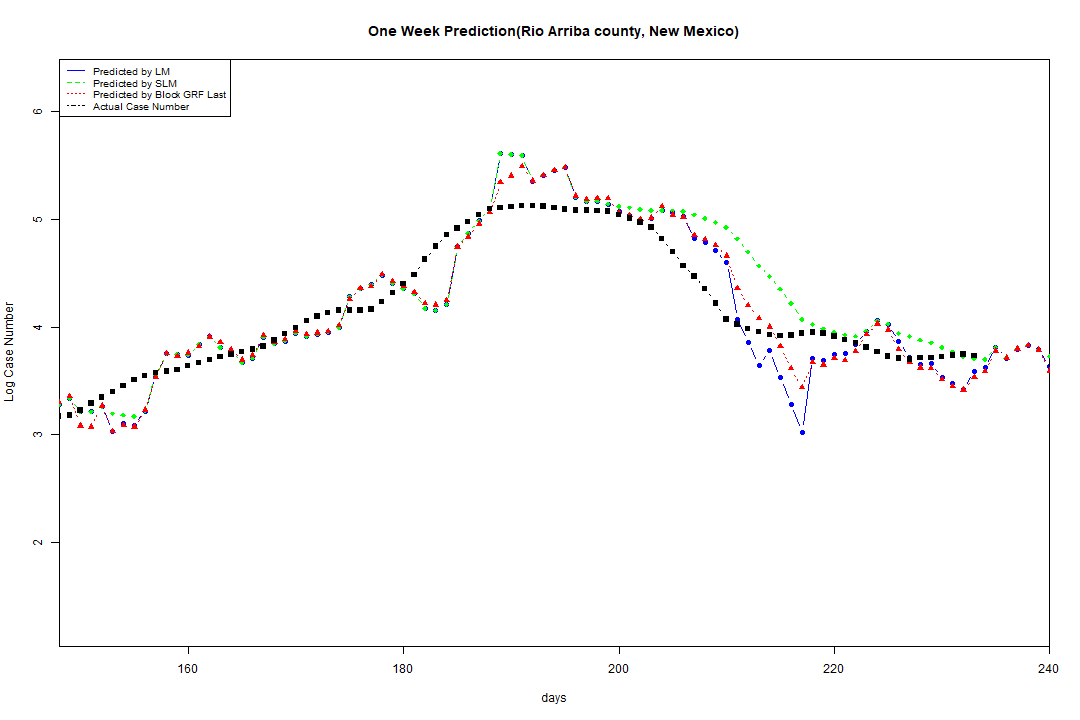 One Week Prediction(Rio Arriba county, New Mexico)
Predicted by LM
Predicted by SLM
Predicted by Block GRF Last
Actual Case Number
6
5
4
3
2
Log Case Number
160 180 200 220 240
days